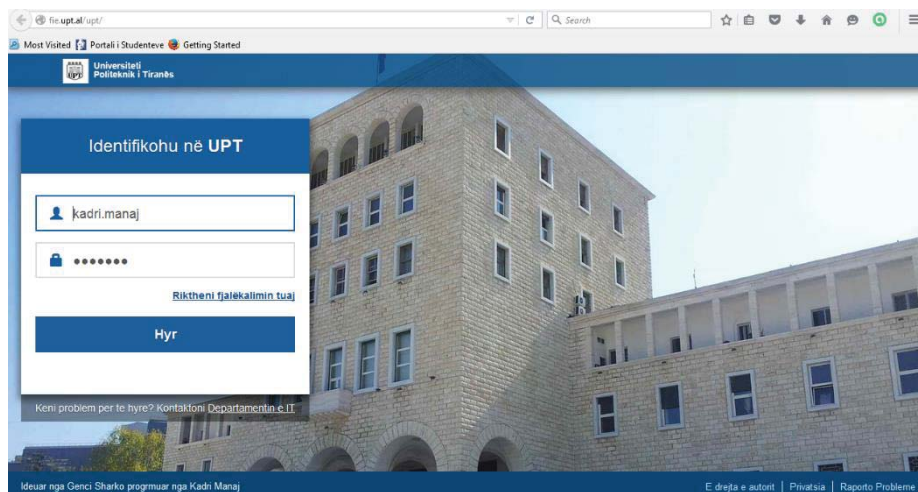 fie.upt.al/upt/
Search
Most Visited Portali i Studenteve Getting Started
UPT
Universiteti
Politeknik i Tiranës
Identifikohu në UPT
kadri.manaj
Riktheni fjalëkalimin tuaj
Hyr
Keni problem per te hyre? Kontaktoni Departamentin e IT
Ideuar nga Genci Sharko progrmuar nga Kadri Manaj
E drejta e autorit | Privatsia | Raporto Probleme